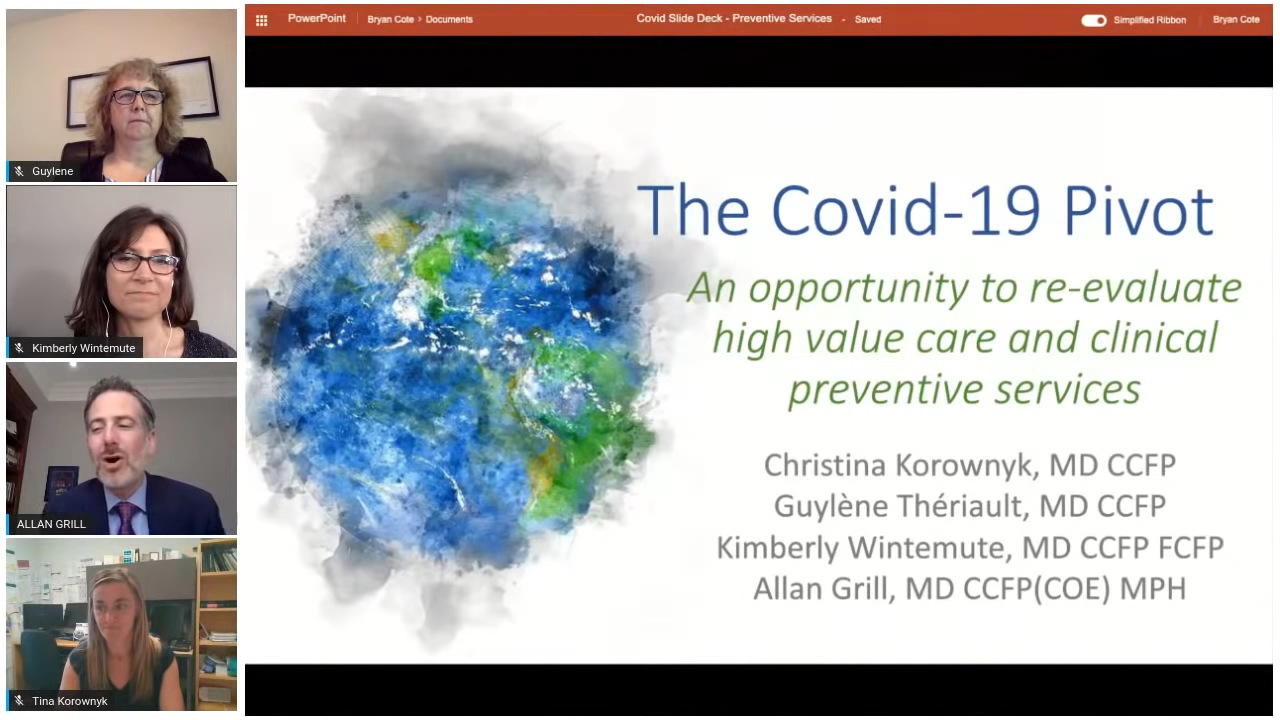 PowerPoint
Bryan Cote > Documents
Covid Slide Deck - Preventive Services - Saved
Simplified Ribbon
Bryan Cote
Guylene
Kimberly Wintemute
ALLAN GRILL
Tina Korownyk
The Covid-19 Pivot
An opportunity to re-evaluate
high value care and clinical
preventive services
Christina Korownyk, MD CCFP
Guylène Thériault, MD CCFP
Kimberly Wintemute, MD CCFP FCFP
Allan Grill, MD CCFP(COE) MPH